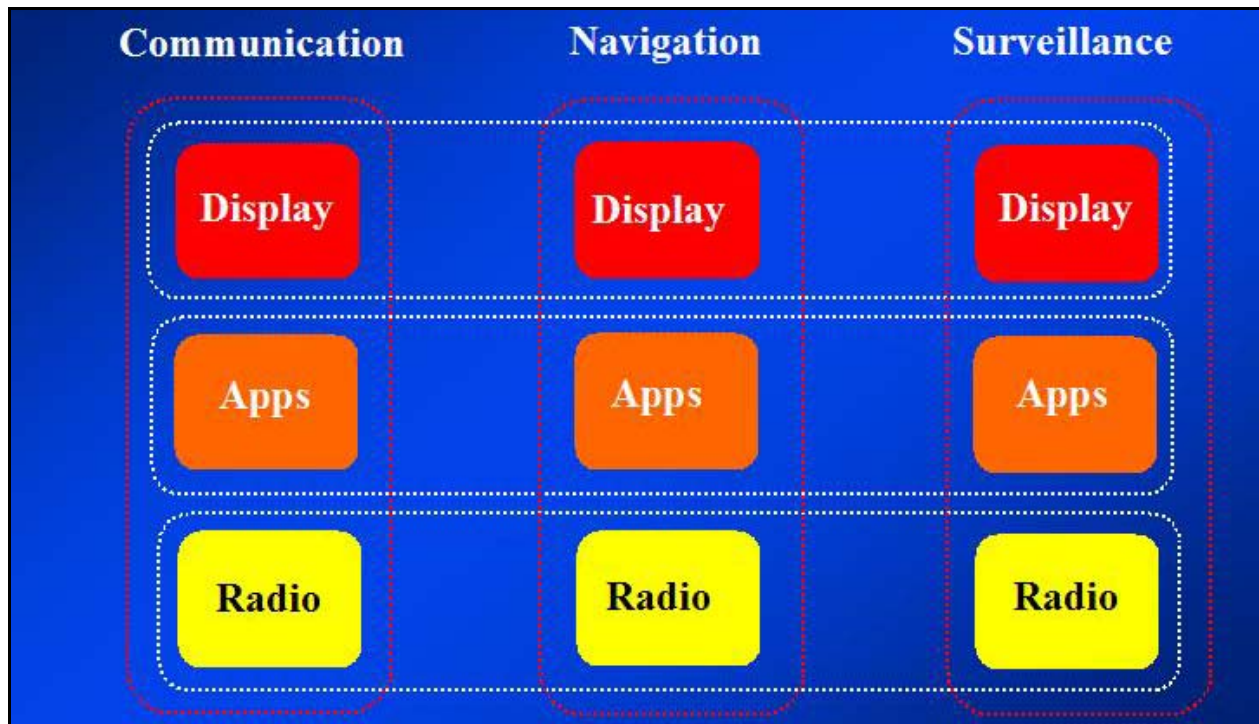 Communication Navigation Surveillance
Display Display Display
Apps Apps Apps
Radio Radio Radio